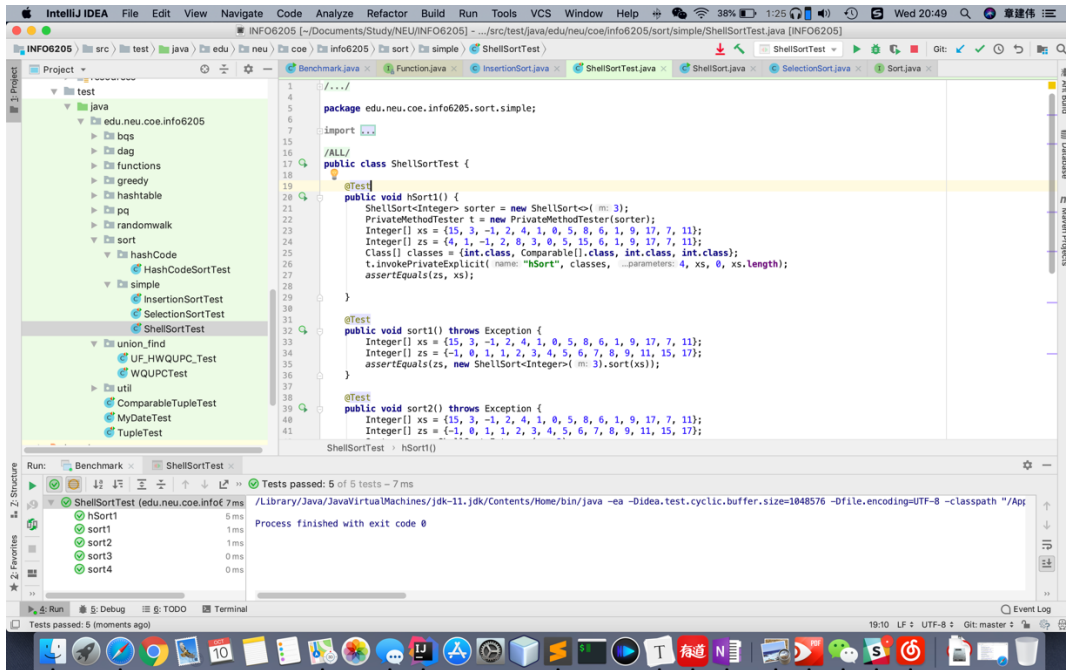 IntelliJ IDEA File Edit View Navigate Code Analyze Refactor Build Run Tools VCS Window Help 38% 1:25 Wed 20:49 章建伟
INFO6205 [~/Documents/Study/NEU/INFO6205] - .../src/test/java/edu/neu/coe/info6205/sort/simple/ShellSortTest.java [INFO6205]
INFO6205 src test java edu neu coe info6205 sort simple ShellSortTest ShellSortTest Git:
Project
Benchmark.java Function.java InsertionSort.java ShellSortTest.java ShellSort.java SelectionSort.java Sort.java
1: Project
test
java
edu.neu.coe.info6205
bqs
dag
functions
greedy
hashtable
pq
randomwalk
sort
hashCode
HashCodeSortTest
simple
InsertionSortTest
SelectionSortTest
ShellSortTest
union_find
UF_HWQUPC_Test
WQUPCTest
util
ComparableTupleTest
MyDateTest
TupleTest
1 /.../
4
5 package edu.neu.coe.info6205.sort.simple;
6
7 import ...
15
16 /ALL/
17 public class ShellSortTest {
18
19 @Test
20 public void hSort1() {
21 ShellSort<Integer> sorter = new ShellSort<>( m: 3);
22 PrivateMethodTester t = new PrivateMethodTester(sorter);
23 Integer[] xs = {15, 3, -1, 2, 4, 1, 0, 5, 8, 6, 1, 9, 17, 7, 11};
24 Integer[] zs = {4, 1, -1, 2, 8, 3, 0, 5, 15, 6, 1, 9, 17, 7, 11};
25 Class[] classes = {int.class, Comparable[].class, int.class, int.class};
26 t.invokePrivateExplicit( name: "hSort", classes, ...parameters: 4, xs, 0, xs.length);
27 assertEquals(zs, xs);
28
29 }
30
31 @Test
32 public void sort1() throws Exception {
33 Integer[] xs = {15, 3, -1, 2, 4, 1, 0, 5, 8, 6, 1, 9, 17, 7, 11};
34 Integer[] zs = {-1, 0, 1, 1, 2, 3, 4, 5, 6, 7, 8, 9, 11, 15, 17};
35 assertEquals(zs, new ShellSort<Integer>( m: 3).sort(xs));
36 }
37
38 @Test
39 public void sort2() throws Exception {
40 Integer[] xs = {15, 3, -1, 2, 4, 1, 0, 5, 8, 6, 1, 9, 17, 7, 11};
41 Integer[] zs = {-1, 0, 1, 1, 2, 3, 4, 5, 6, 7, 8, 9, 11, 15, 17};
ShellSortTest › hSort1()
Ant Build
Database
Maven Projects
Z: Structure
2: Favorites
Run: Benchmark ShellSortTest
Tests passed: 5 of 5 tests – 7 ms
ShellSortTest (edu.neu.coe.info6 7 ms
hSort1 5 ms
sort1 1 ms
sort2 1 ms
sort3 0 ms
sort4 0 ms
/Library/Java/JavaVirtualMachines/jdk-11.jdk/Contents/Home/bin/java -ea -Didea.test.cyclic.buffer.size=1048576 -Dfile.encoding=UTF-8 -classpath "/App
Process finished with exit code 0
4: Run 5: Debug 6: TODO Terminal Event Log
Tests passed: 5 (moments ago) 19:10 LF UTF-8 Git: master
OCT
10
有道